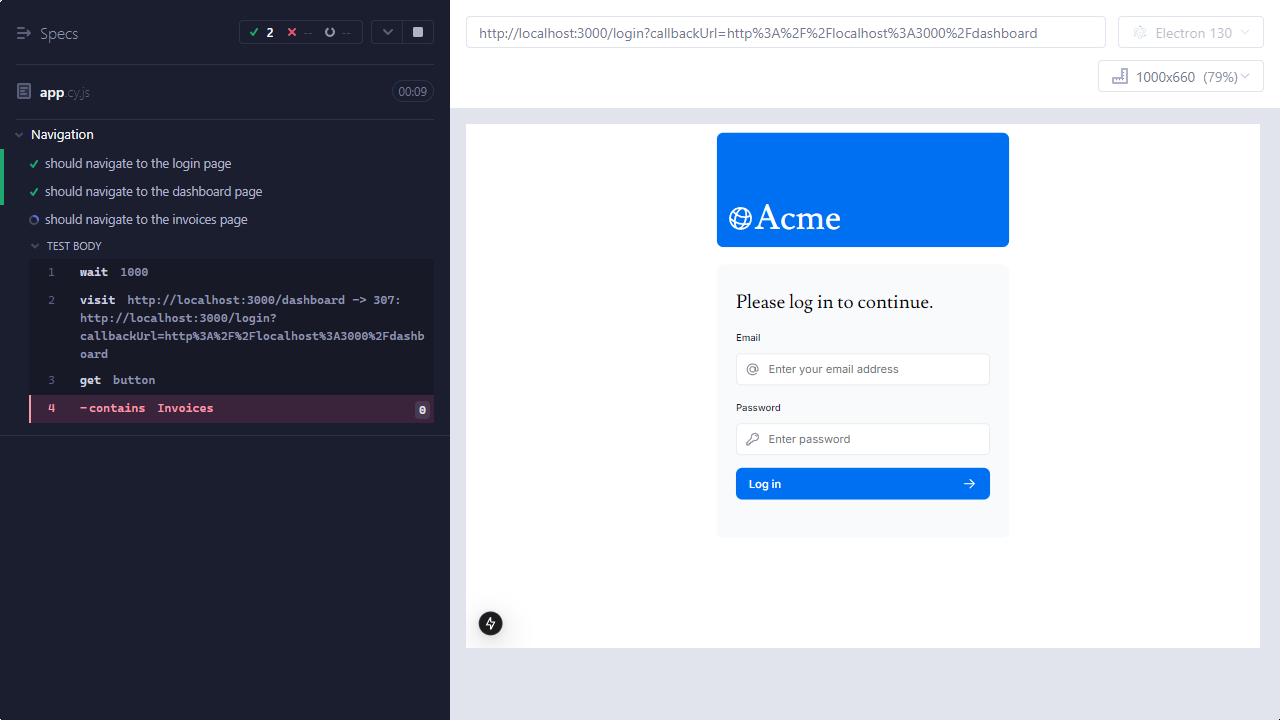 Specs
2
--
--
app.cy.js
00:09
Navigation
should navigate to the login page
should navigate to the dashboard page
should navigate to the invoices page
TEST BODY
1 wait 1000
2 visit http://localhost:3000/dashboard -> 307:
http://localhost:3000/login?
callbackUrl=http%3A%2F%2Flocalhost%3A3000%2Fdashb
oard
3 get button
4 -contains Invoices 0
http://localhost:3000/login?callbackUrl=http%3A%2F%2Flocalhost%3A3000%2Fdashboard
Electron 130
1000x660 (79%)
Acme
Please log in to continue.
Email
Enter your email address
Password
Enter password
Log in